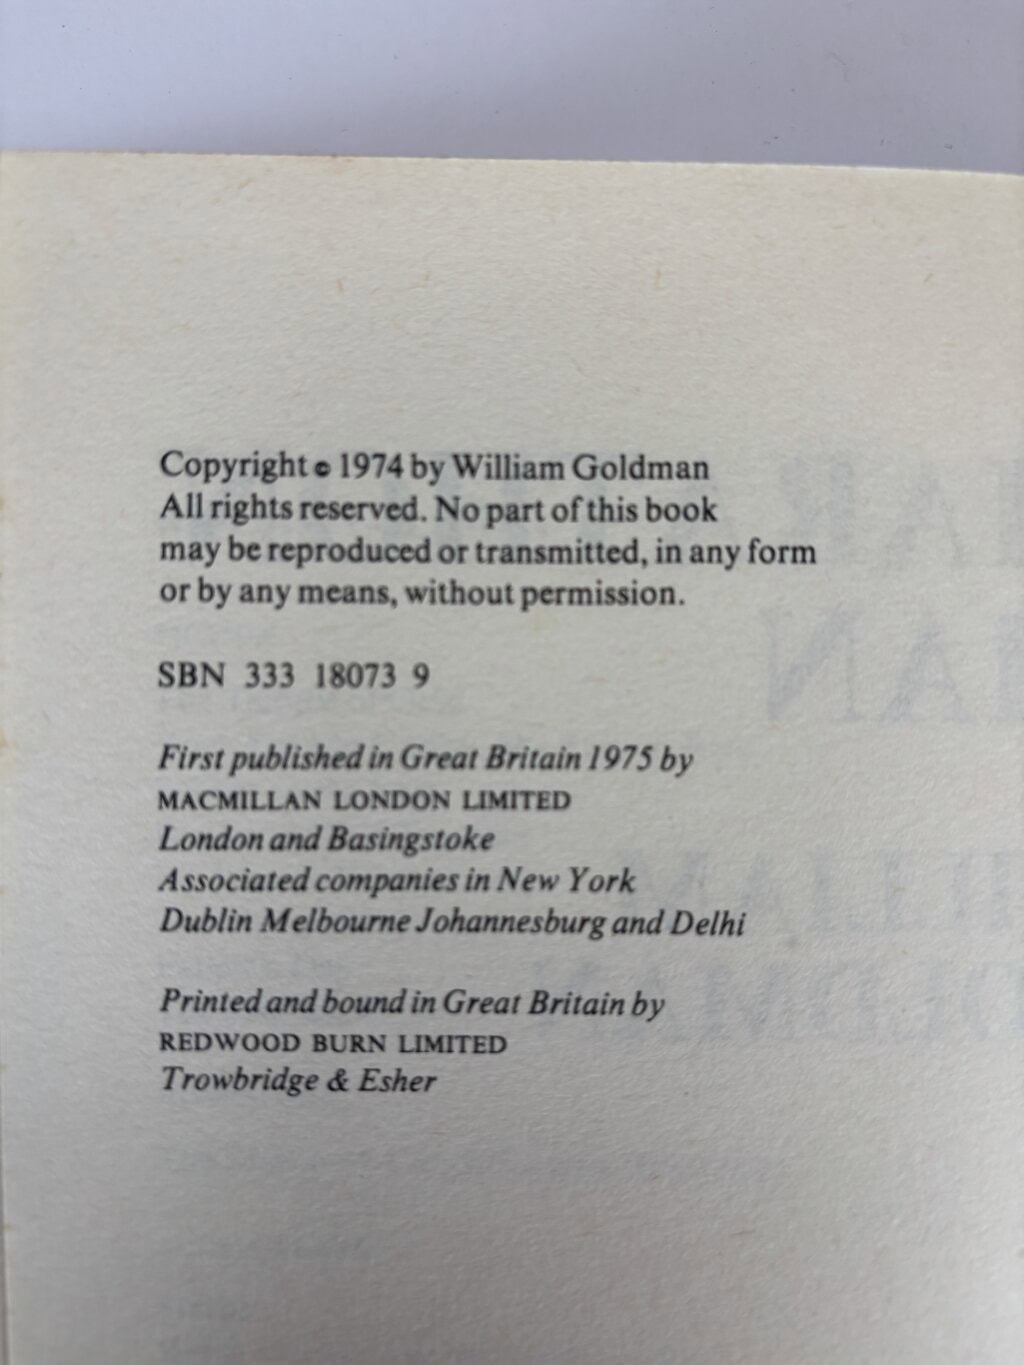 Copyright © 1974 by William Goldman
All rights reserved. No part of this book
may be reproduced or transmitted, in any form
or by any means, without permission.
SBN 333 18073 9
First published in Great Britain 1975 by
MACMILLAN LONDON LIMITED
London and Basingstoke
Associated companies in New York
Dublin Melbourne Johannesburg and Delhi
Printed and bound in Great Britain by
REDWOOD BURN LIMITED
Trowbridge & Esher